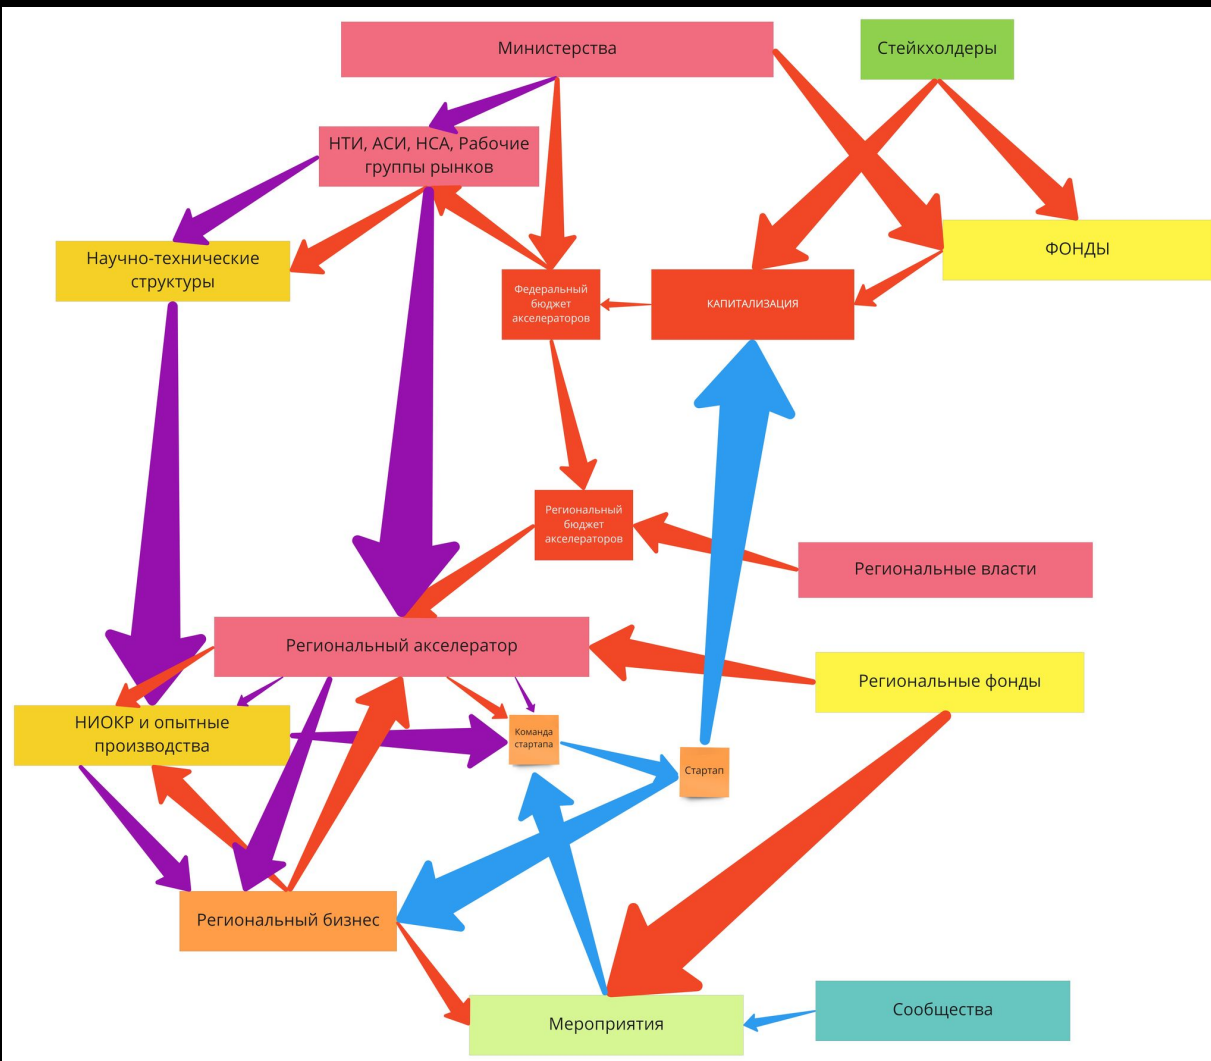 Министерства
Стейкхолдеры
НТИ, АСИ, НСА, Рабочие
группы рынков
Научно-технические
структуры
ФОНДЫ
Федеральный
бюджет
акселераторов
КАПИТАЛИЗАЦИЯ
Региональный
бюджет
акселераторов
Региональные власти
Региональный акселератор
Региональные фонды
НИОКР и опытные
производства
Команда
стартапа
Стартап
Региональный бизнес
Мероприятия
Сообщества